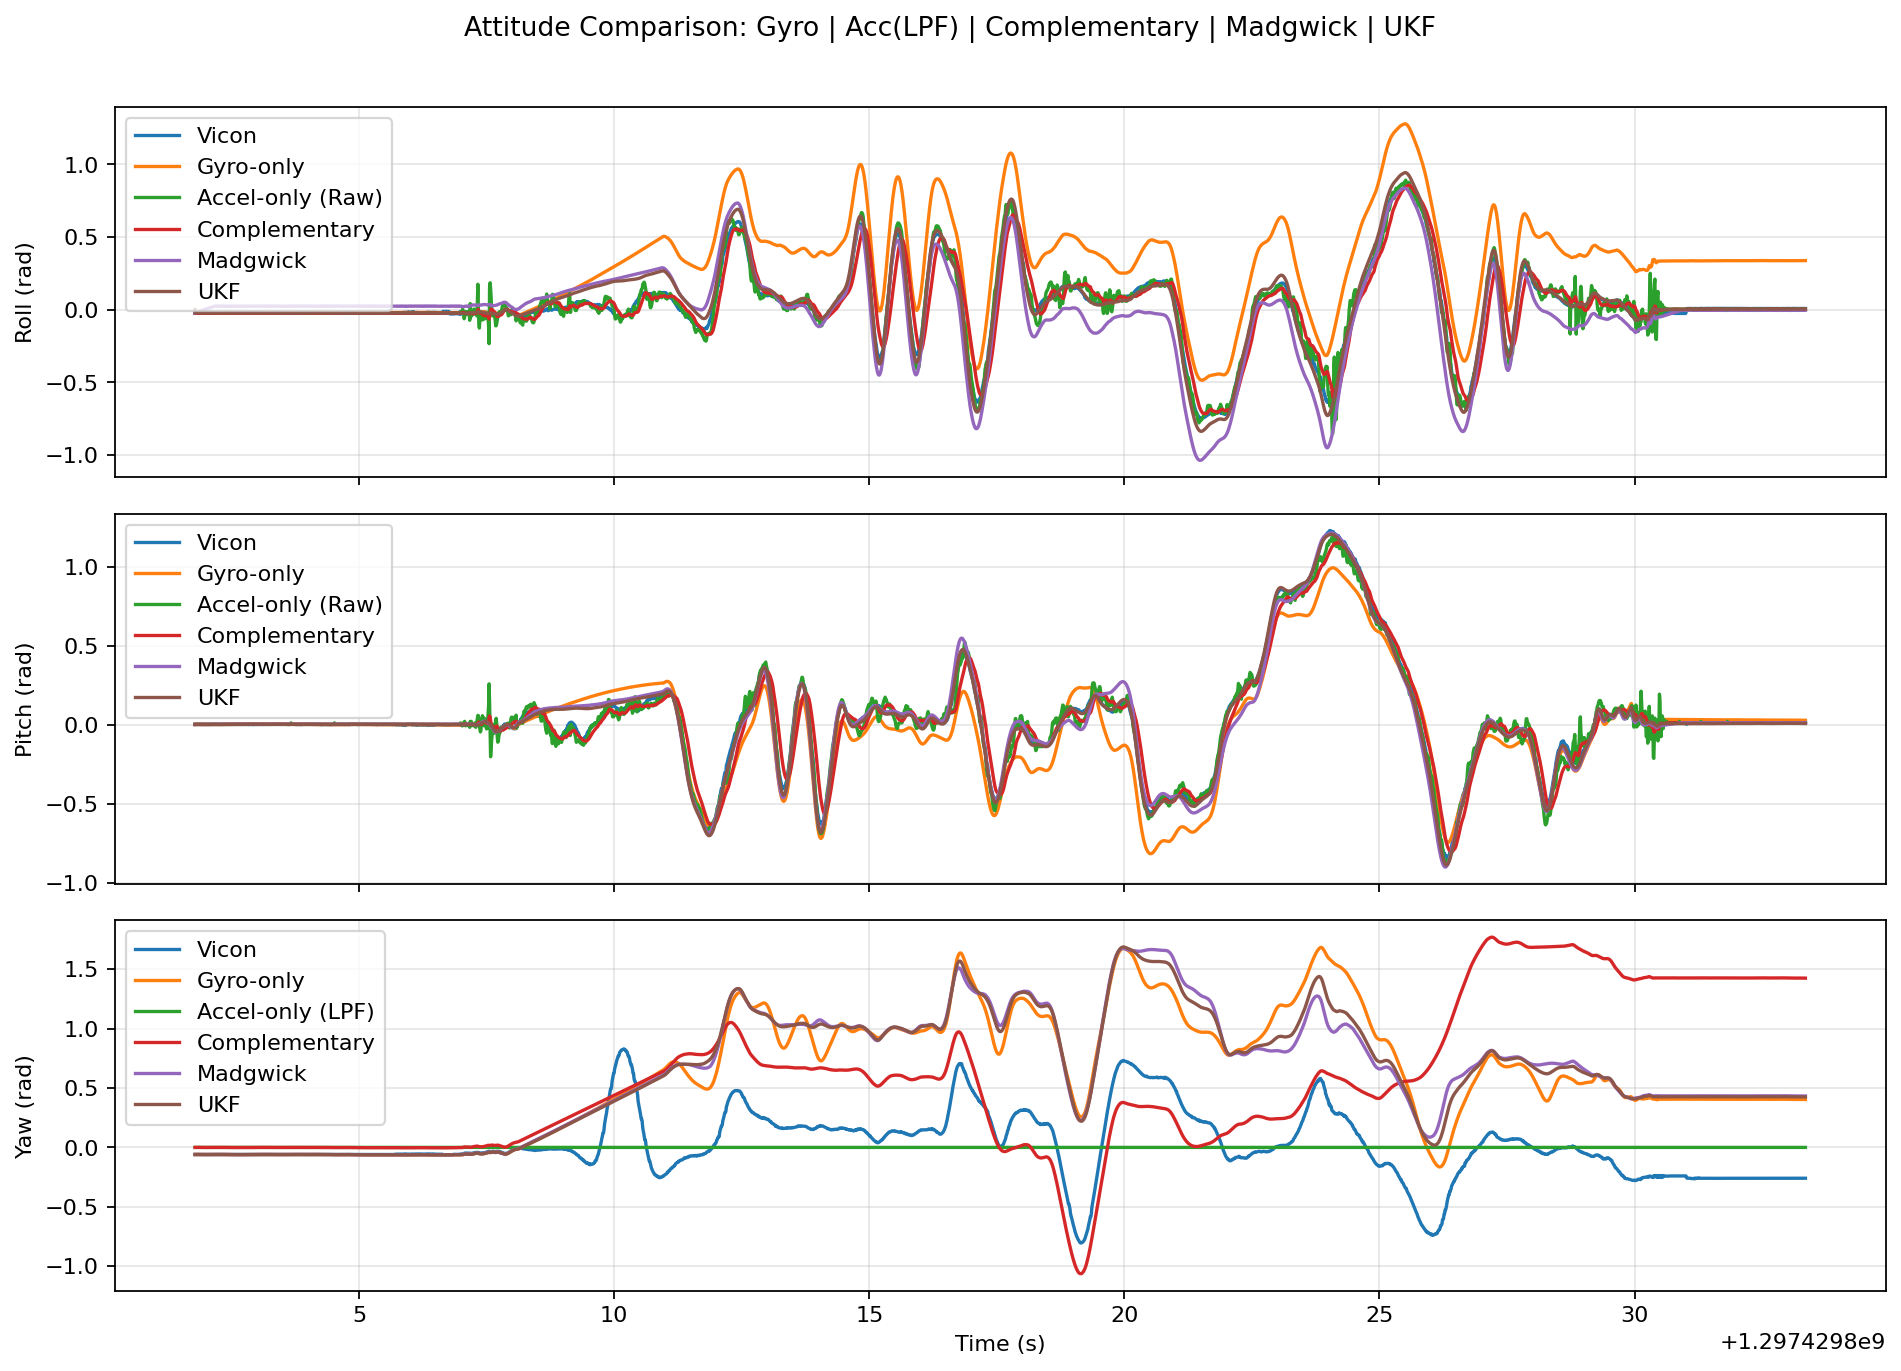 Attitude Comparison: Gyro | Acc(LPF) | Complementary | Madgwick | UKF
Roll (rad)
1.0
0.5
0.0
−0.5
−1.0
Vicon
Gyro-only
Accel-only (Raw)
Complementary
Madgwick
UKF
Pitch (rad)
1.0
0.5
0.0
−0.5
−1.0
Vicon
Gyro-only
Accel-only (Raw)
Complementary
Madgwick
UKF
Yaw (rad)
1.5
1.0
0.5
0.0
−0.5
−1.0
Vicon
Gyro-only
Accel-only (LPF)
Complementary
Madgwick
UKF
5 10 15 20 25 30
Time (s)
+1.2974298e9